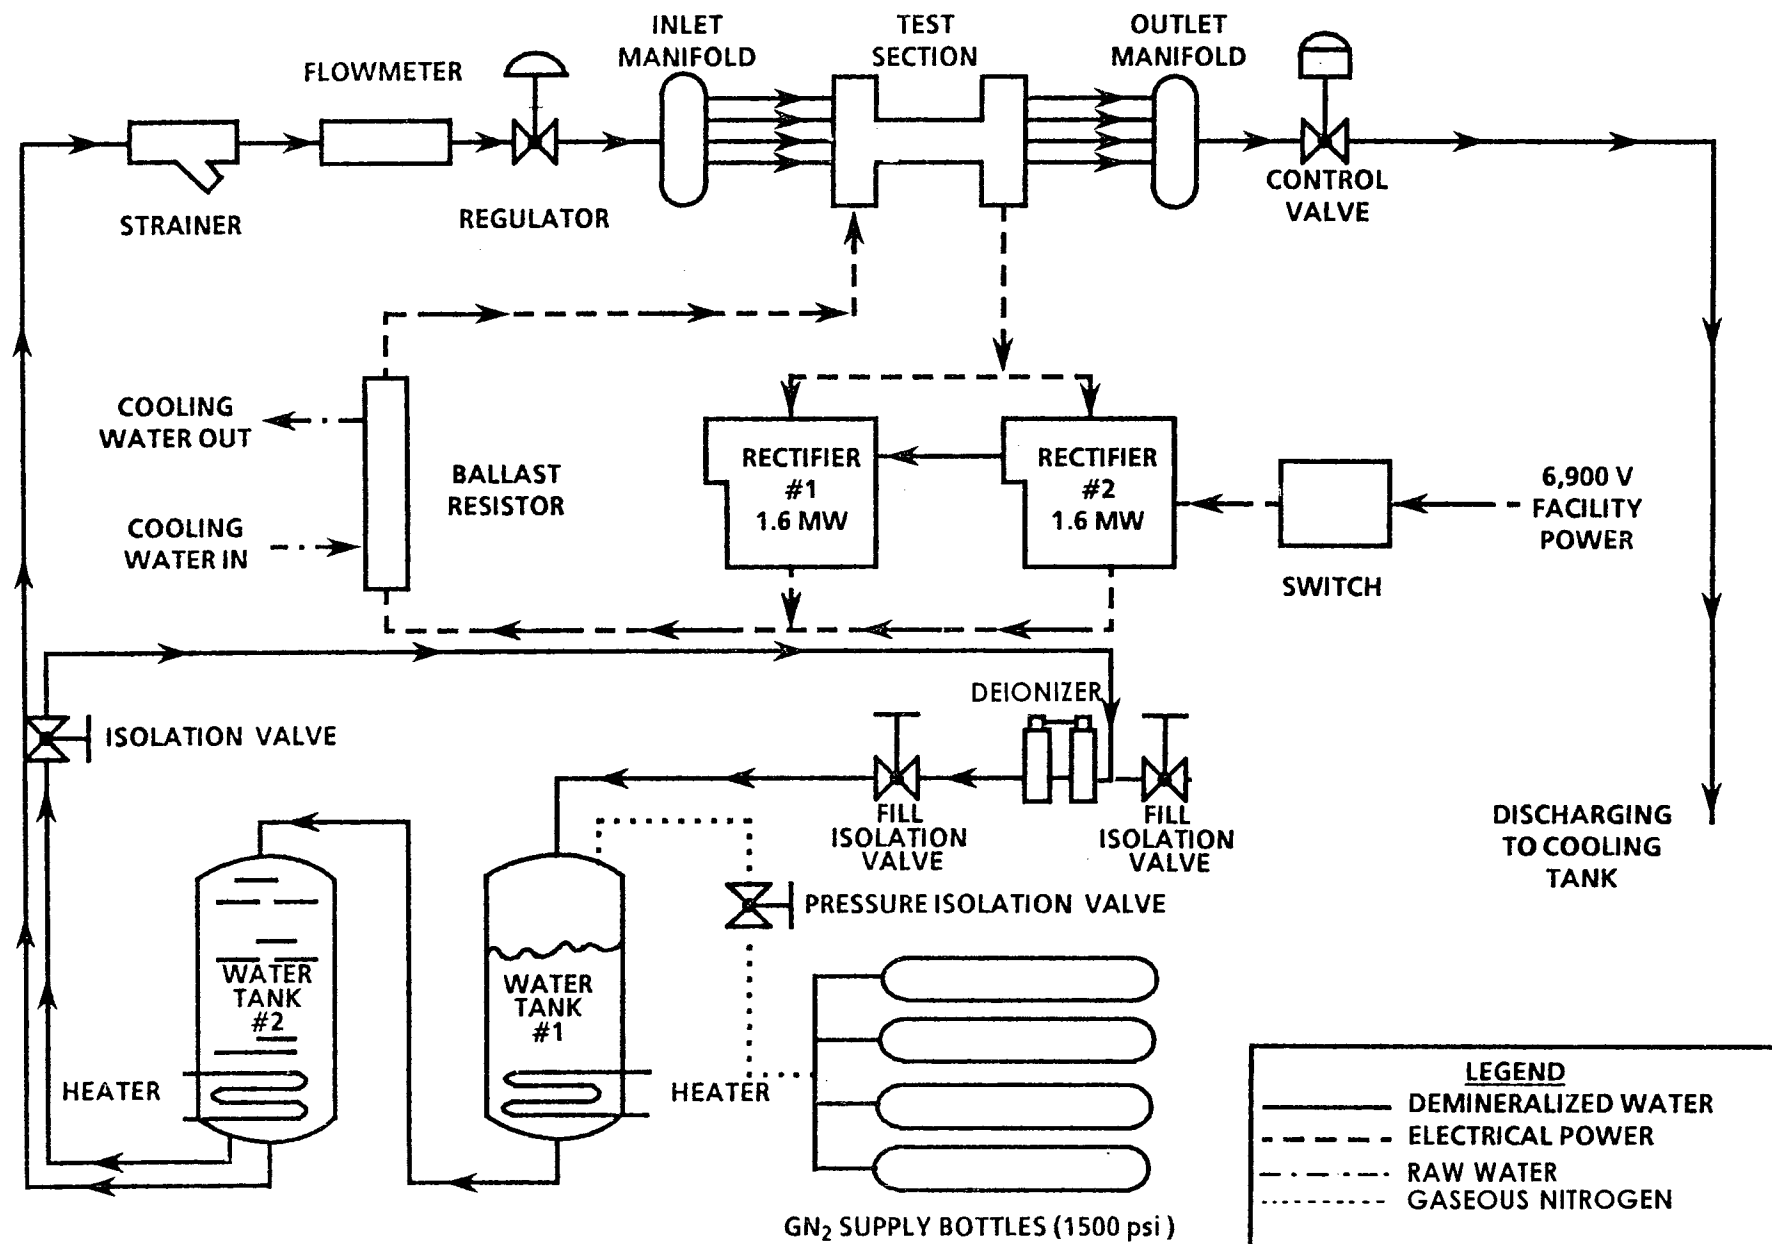 INLET
MANIFOLD
TEST
SECTION
OUTLET
MANIFOLD
FLOWMETER
STRAINER
REGULATOR
CONTROL
VALVE
COOLING
WATER OUT
BALLAST
RESISTOR
COOLING
WATER IN
RECTIFIER
#1
1.6 MW
RECTIFIER
#2
1.6 MW
SWITCH
6,900 V
FACILITY
POWER
ISOLATION VALVE
DEIONIZER
FILL
ISOLATION
VALVE
FILL
ISOLATION
VALVE
DISCHARGING
TO COOLING
TANK
PRESSURE ISOLATION VALVE
WATER
TANK
#2
WATER
TANK
#1
HEATER
HEATER
GN2 SUPPLY BOTTLES (1500 psi)
LEGEND
DEMINERALIZED WATER
ELECTRICAL POWER
RAW WATER
GASEOUS NITROGEN